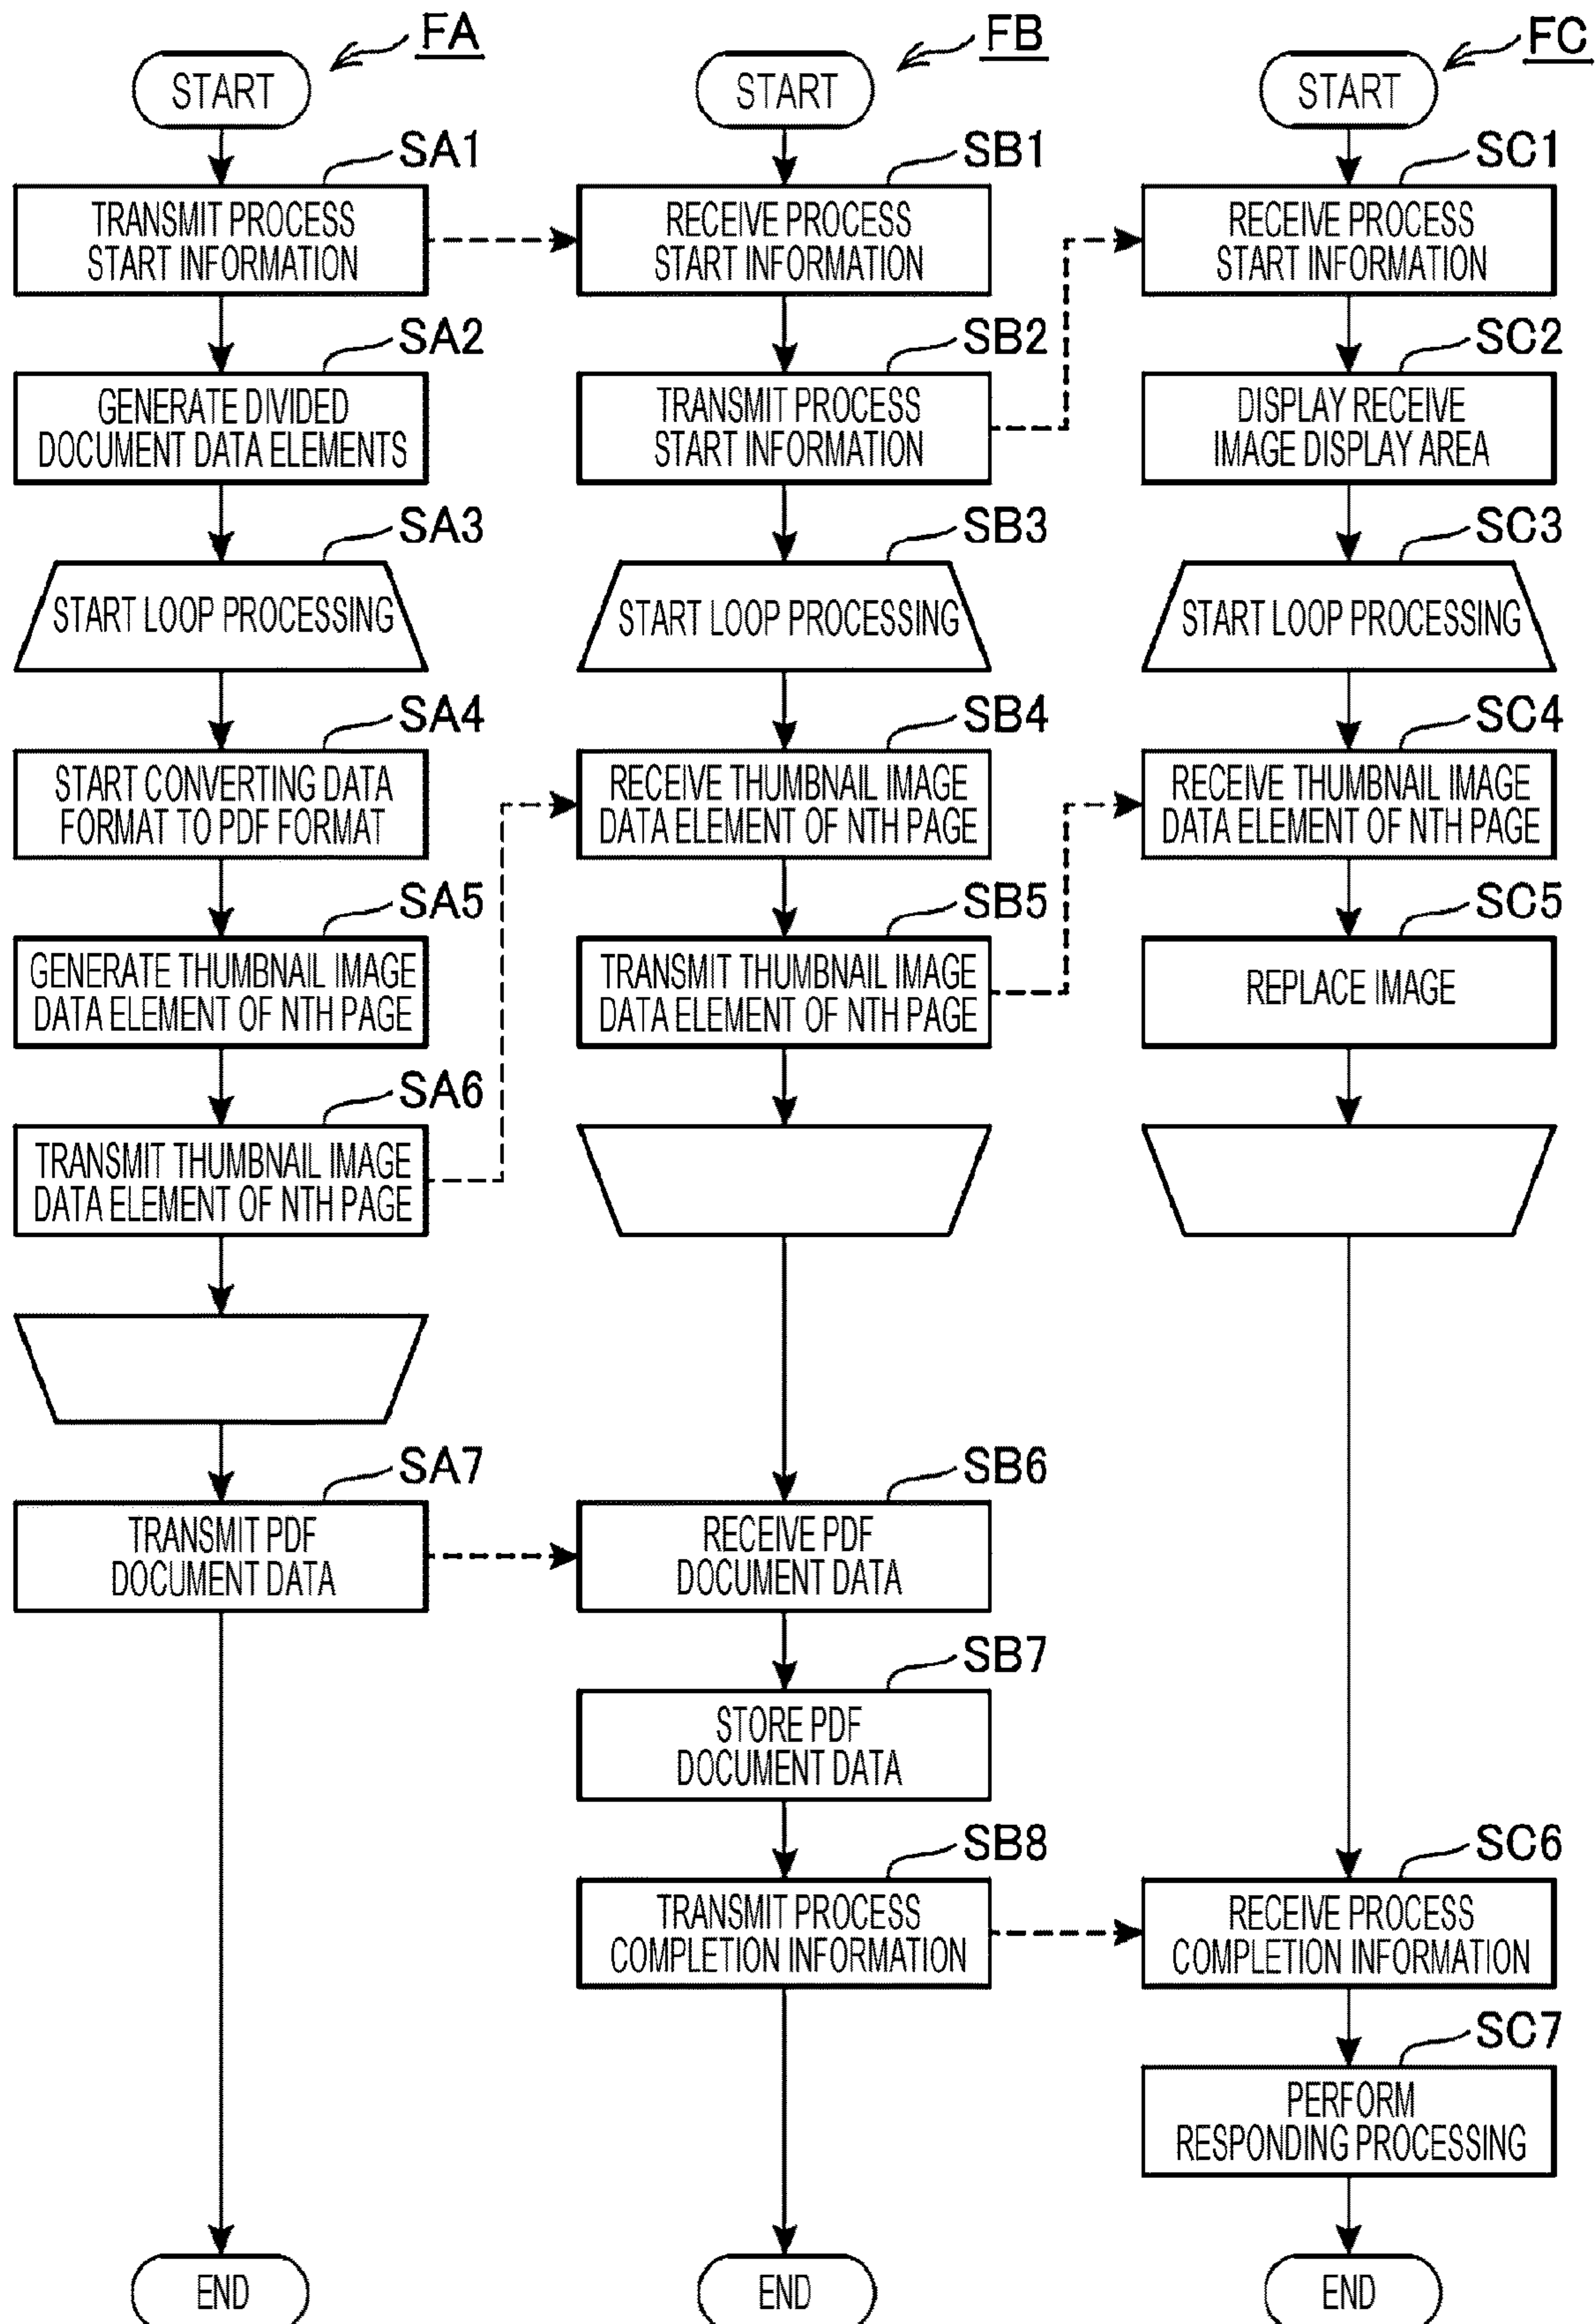 FA
START
SA1
TRANSMIT PROCESS
START INFORMATION
SA2
GENERATE DIVIDED
DOCUMENT DATA ELEMENTS
SA3
START LOOP PROCESSING
SA4
START CONVERTING DATA
FORMAT TO PDF FORMAT
SA5
GENERATE THUMBNAIL IMAGE
DATA ELEMENT OF NTH PAGE
SA6
TRANSMIT THUMBNAIL IMAGE
DATA ELEMENT OF NTH PAGE
SA7
TRANSMIT PDF
DOCUMENT DATA
END
FB
START
SB1
RECEIVE PROCESS
START INFORMATION
SB2
TRANSMIT PROCESS
START INFORMATION
SB3
START LOOP PROCESSING
SB4
RECEIVE THUMBNAIL IMAGE
DATA ELEMENT OF NTH PAGE
SB5
TRANSMIT THUMBNAIL IMAGE
DATA ELEMENT OF NTH PAGE
SB6
RECEIVE PDF
DOCUMENT DATA
SB7
STORE PDF
DOCUMENT DATA
SB8
TRANSMIT PROCESS
COMPLETION INFORMATION
END
FC
START
SC1
RECEIVE PROCESS
START INFORMATION
SC2
DISPLAY RECEIVE
IMAGE DISPLAY AREA
SC3
START LOOP PROCESSING
SC4
RECEIVE THUMBNAIL IMAGE
DATA ELEMENT OF NTH PAGE
SC5
REPLACE IMAGE
SC6
RECEIVE PROCESS
COMPLETION INFORMATION
SC7
PERFORM
RESPONDING PROCESSING
END